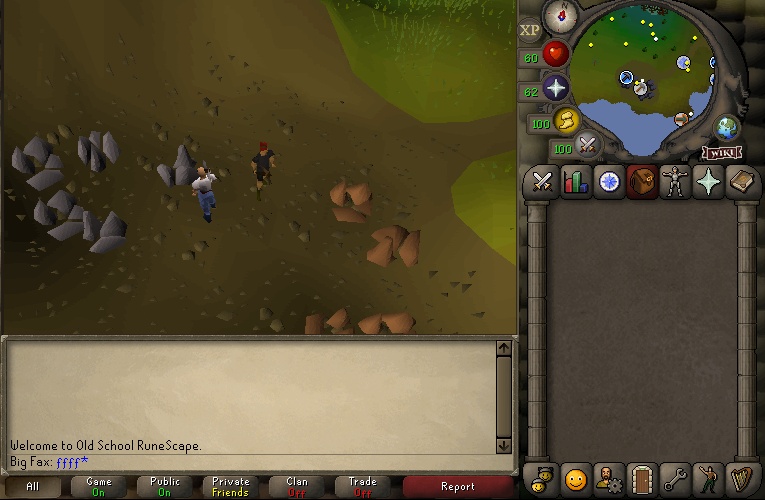 N
XP
60
62
100
100
WIKI
Welcome to Old School RuneScape.
Big Fax: ffff*
All
Game
On
Public
On
Private
Friends
Clan
Off
Trade
Off
Report